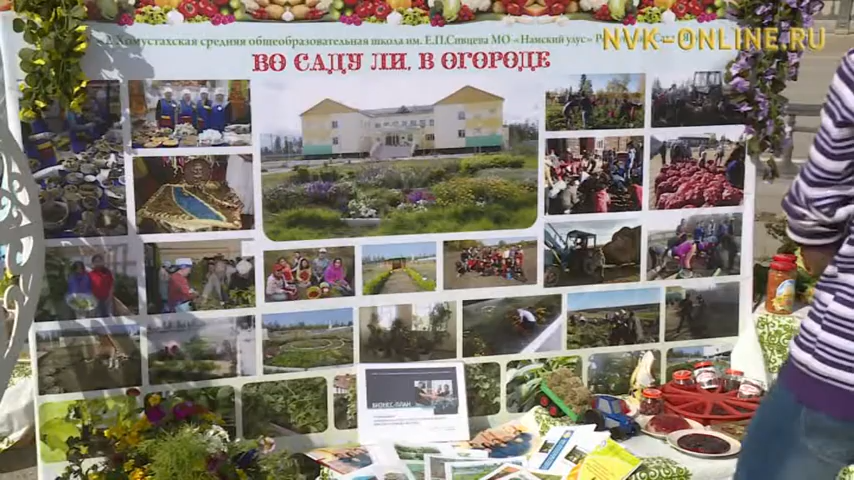 Хомустахская средняя общеобразовательная школа им. Е.П.Сивцева МО «Намский улус»
NVK-ONLINE.RU
ВО САДУ ЛИ, В ОГОРОДЕ
БИЗНЕС-ПЛАН